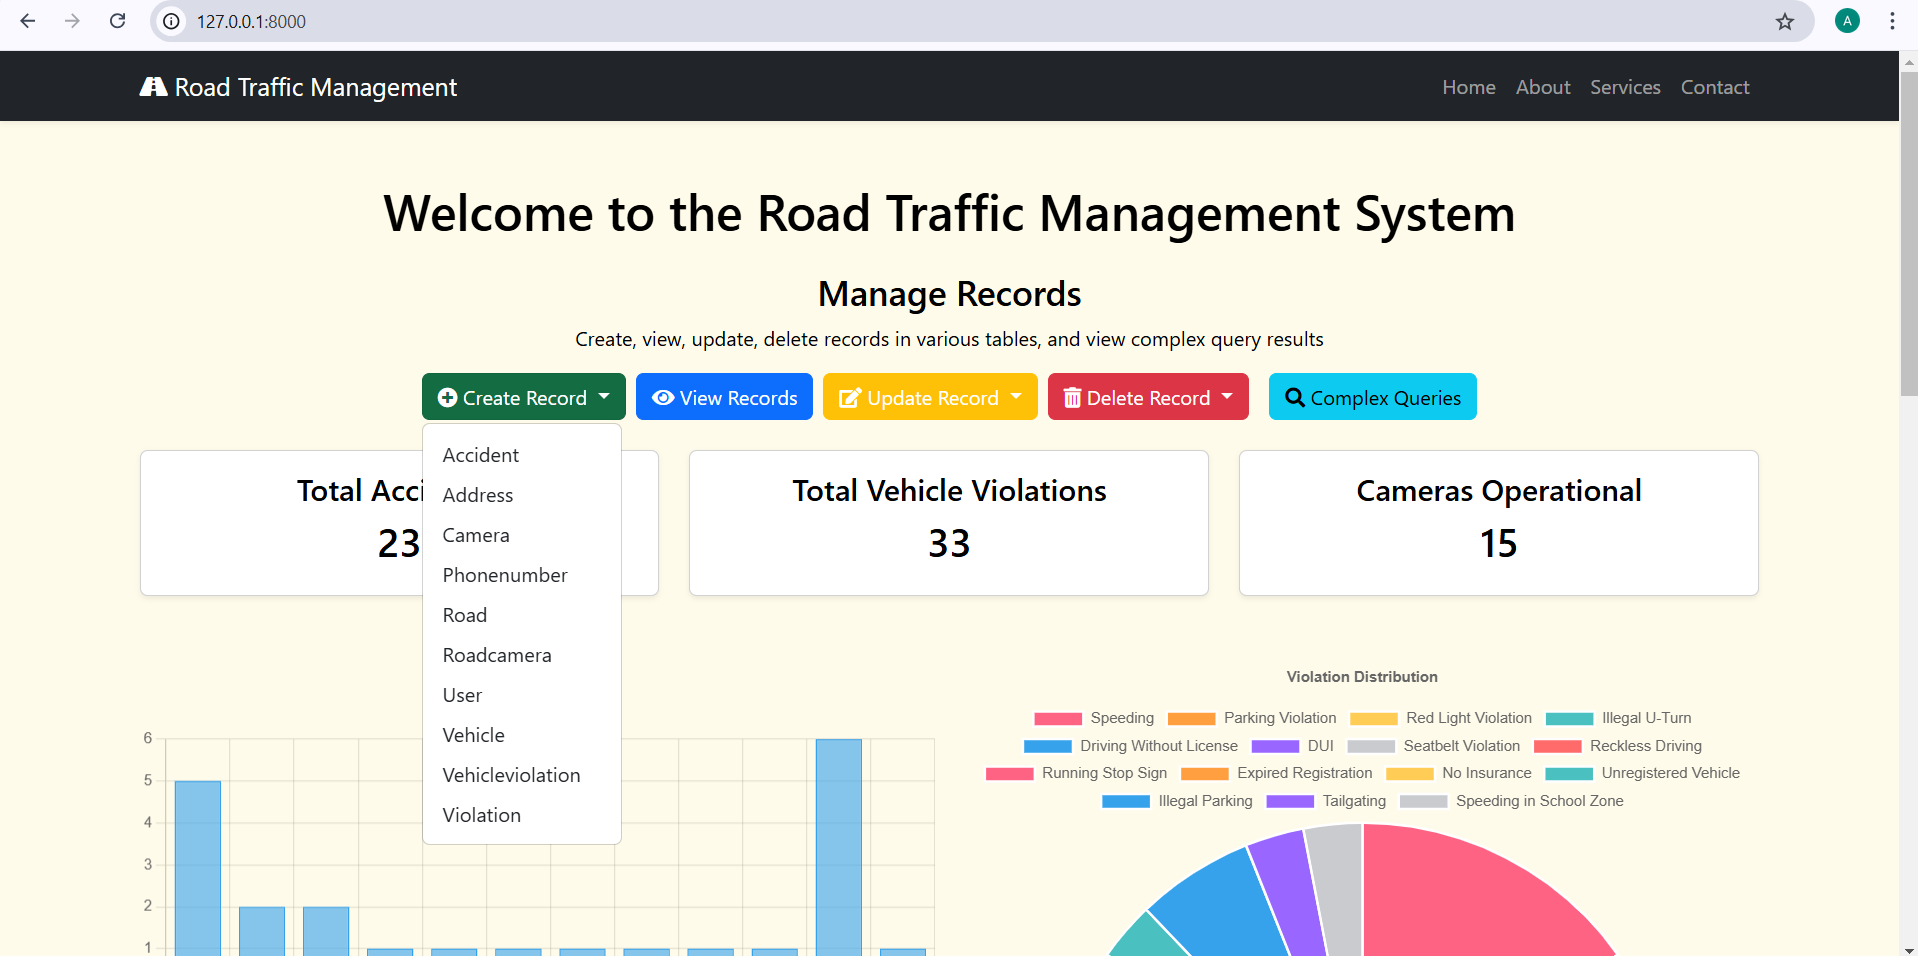 127.0.0.1:8000
A
Road Traffic Management
Home About Services Contact
Welcome to the Road Traffic Management System
Manage Records
Create, view, update, delete records in various tables, and view complex query results
Create Record View Records Update Record Delete Record Complex Queries
Accident
Address
Camera
Phonenumber
Road
Roadcamera
User
Vehicle
Vehicleviolation
Violation
Total Acci
23
Total Vehicle Violations
33
Cameras Operational
15
6
5
4
3
2
1
Violation Distribution
Speeding Parking Violation Red Light Violation Illegal U-Turn
Driving Without License DUI Seatbelt Violation Reckless Driving
Running Stop Sign Expired Registration No Insurance Unregistered Vehicle
Illegal Parking Tailgating Speeding in School Zone